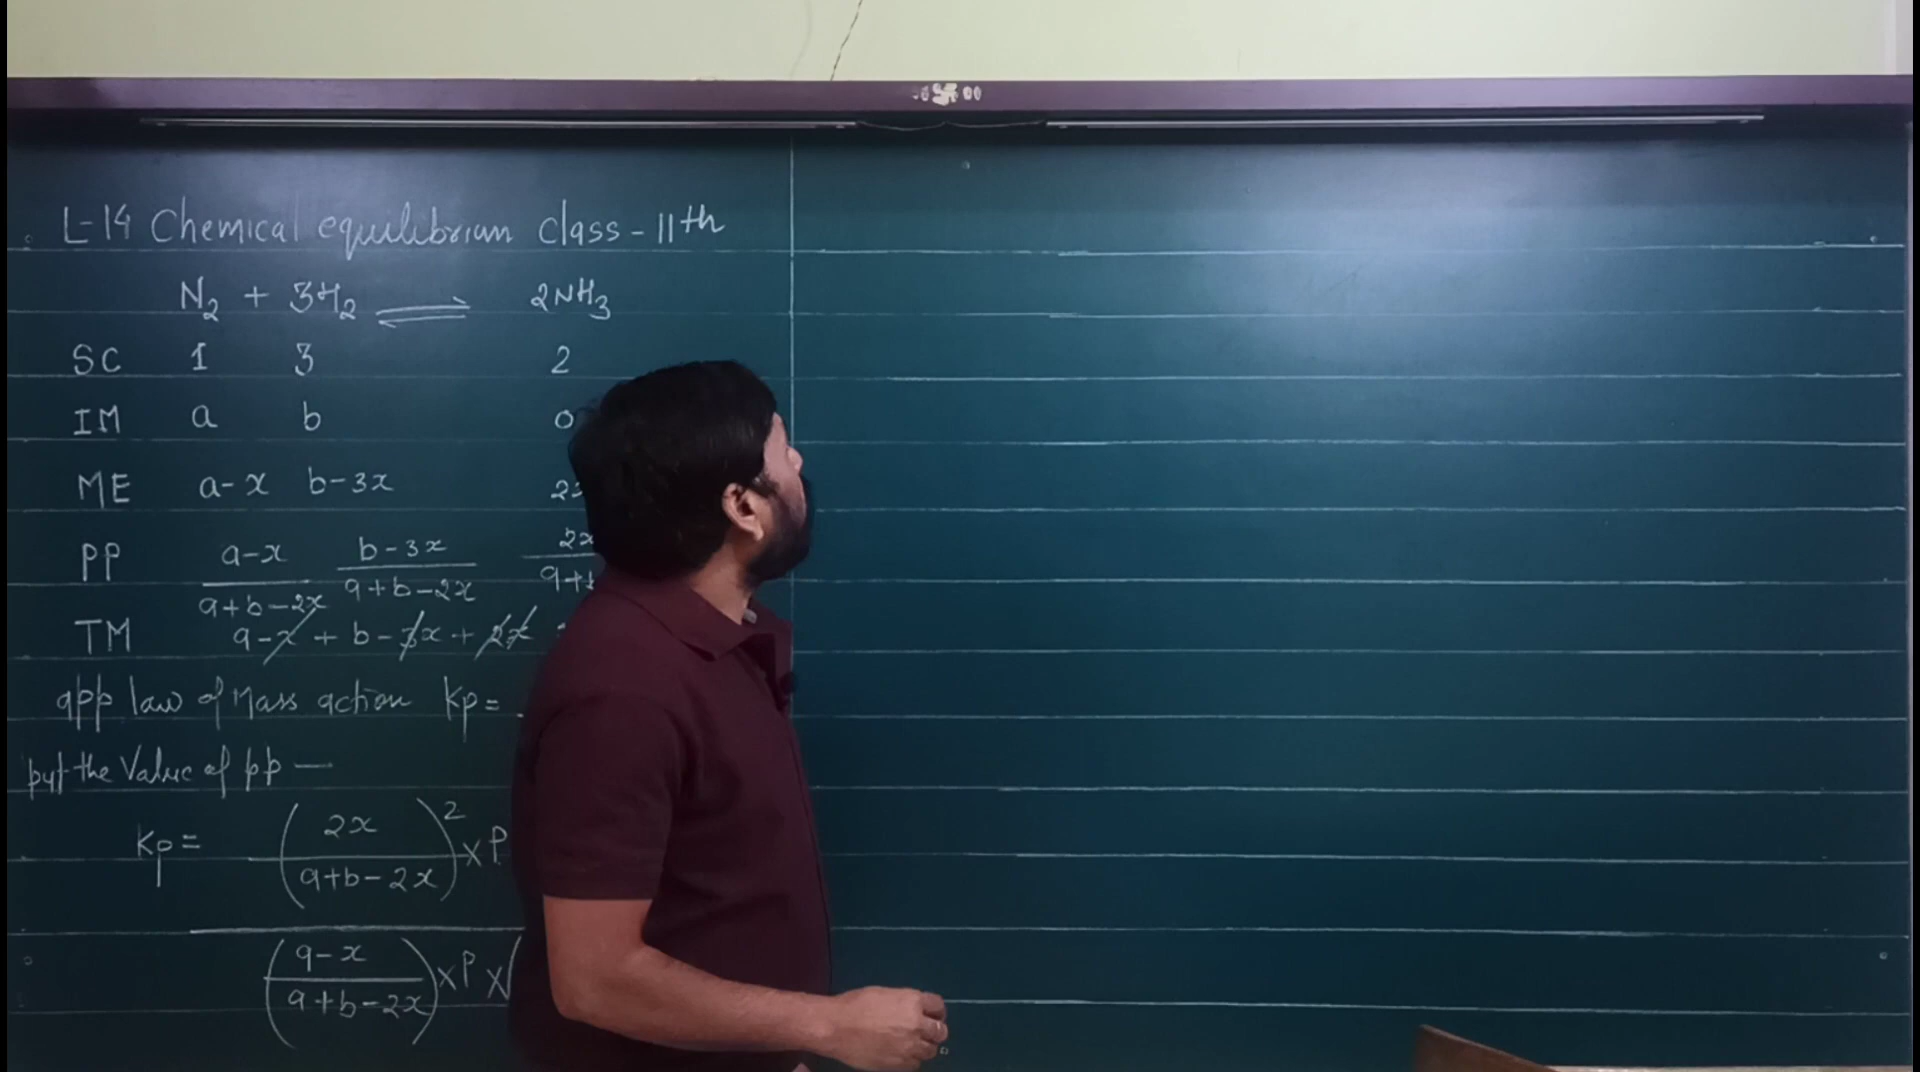 L-14 Chemical equilibrium class-11th
N₂ + 3H₂ ⇌ 2NH₃
SC 1 3 2
IM a b 0
ME a-x b-3x 2x
PP (a-x)/(a+b-2x) (b-3x)/(a+b-2x) 2x/(a+b
TM a-x + b-3x + 2x
app law of Mass action Kp =
put the Value of pp —
Kp = (2x/(a+b-2x))² x P
((a-x)/(a+b-2x)) x P x (